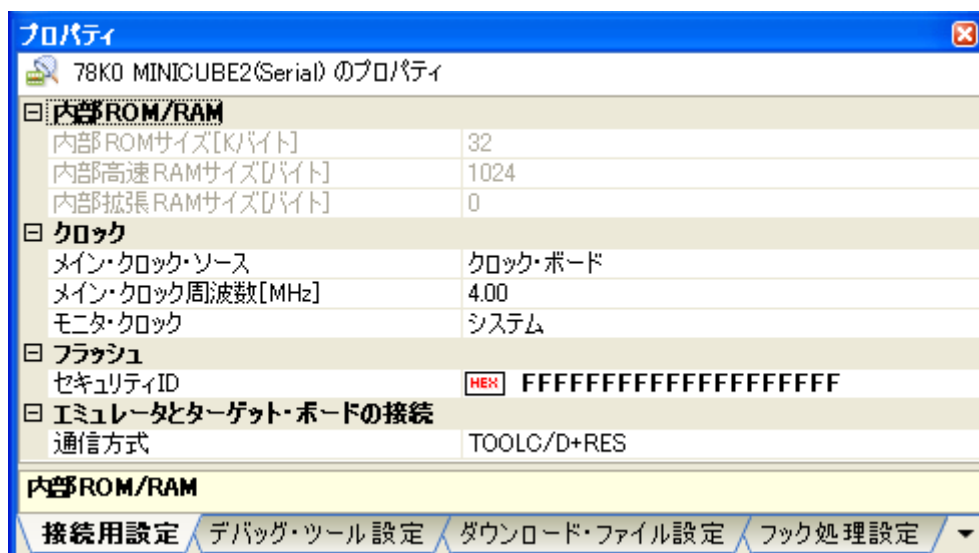 プロパティ
78K0 MINICUBE2(Serial) のプロパティ
内部ROM/RAM
内部ROMサイズ[Kバイト] 32
内部高速RAMサイズ[バイト] 1024
内部拡張RAMサイズ[バイト] 0
クロック
メイン・クロック・ソース クロック・ボード
メイン・クロック周波数[MHz] 4.00
モニタ・クロック システム
フラッシュ
セキュリティID HEX FFFFFFFFFFFFFFFFFFFF
エミュレータとターゲット・ボードの接続
通信方式 TOOLC/D+RES
内部ROM/RAM
接続用設定 デバッグ・ツール設定 ダウンロード・ファイル設定 フック処理設定